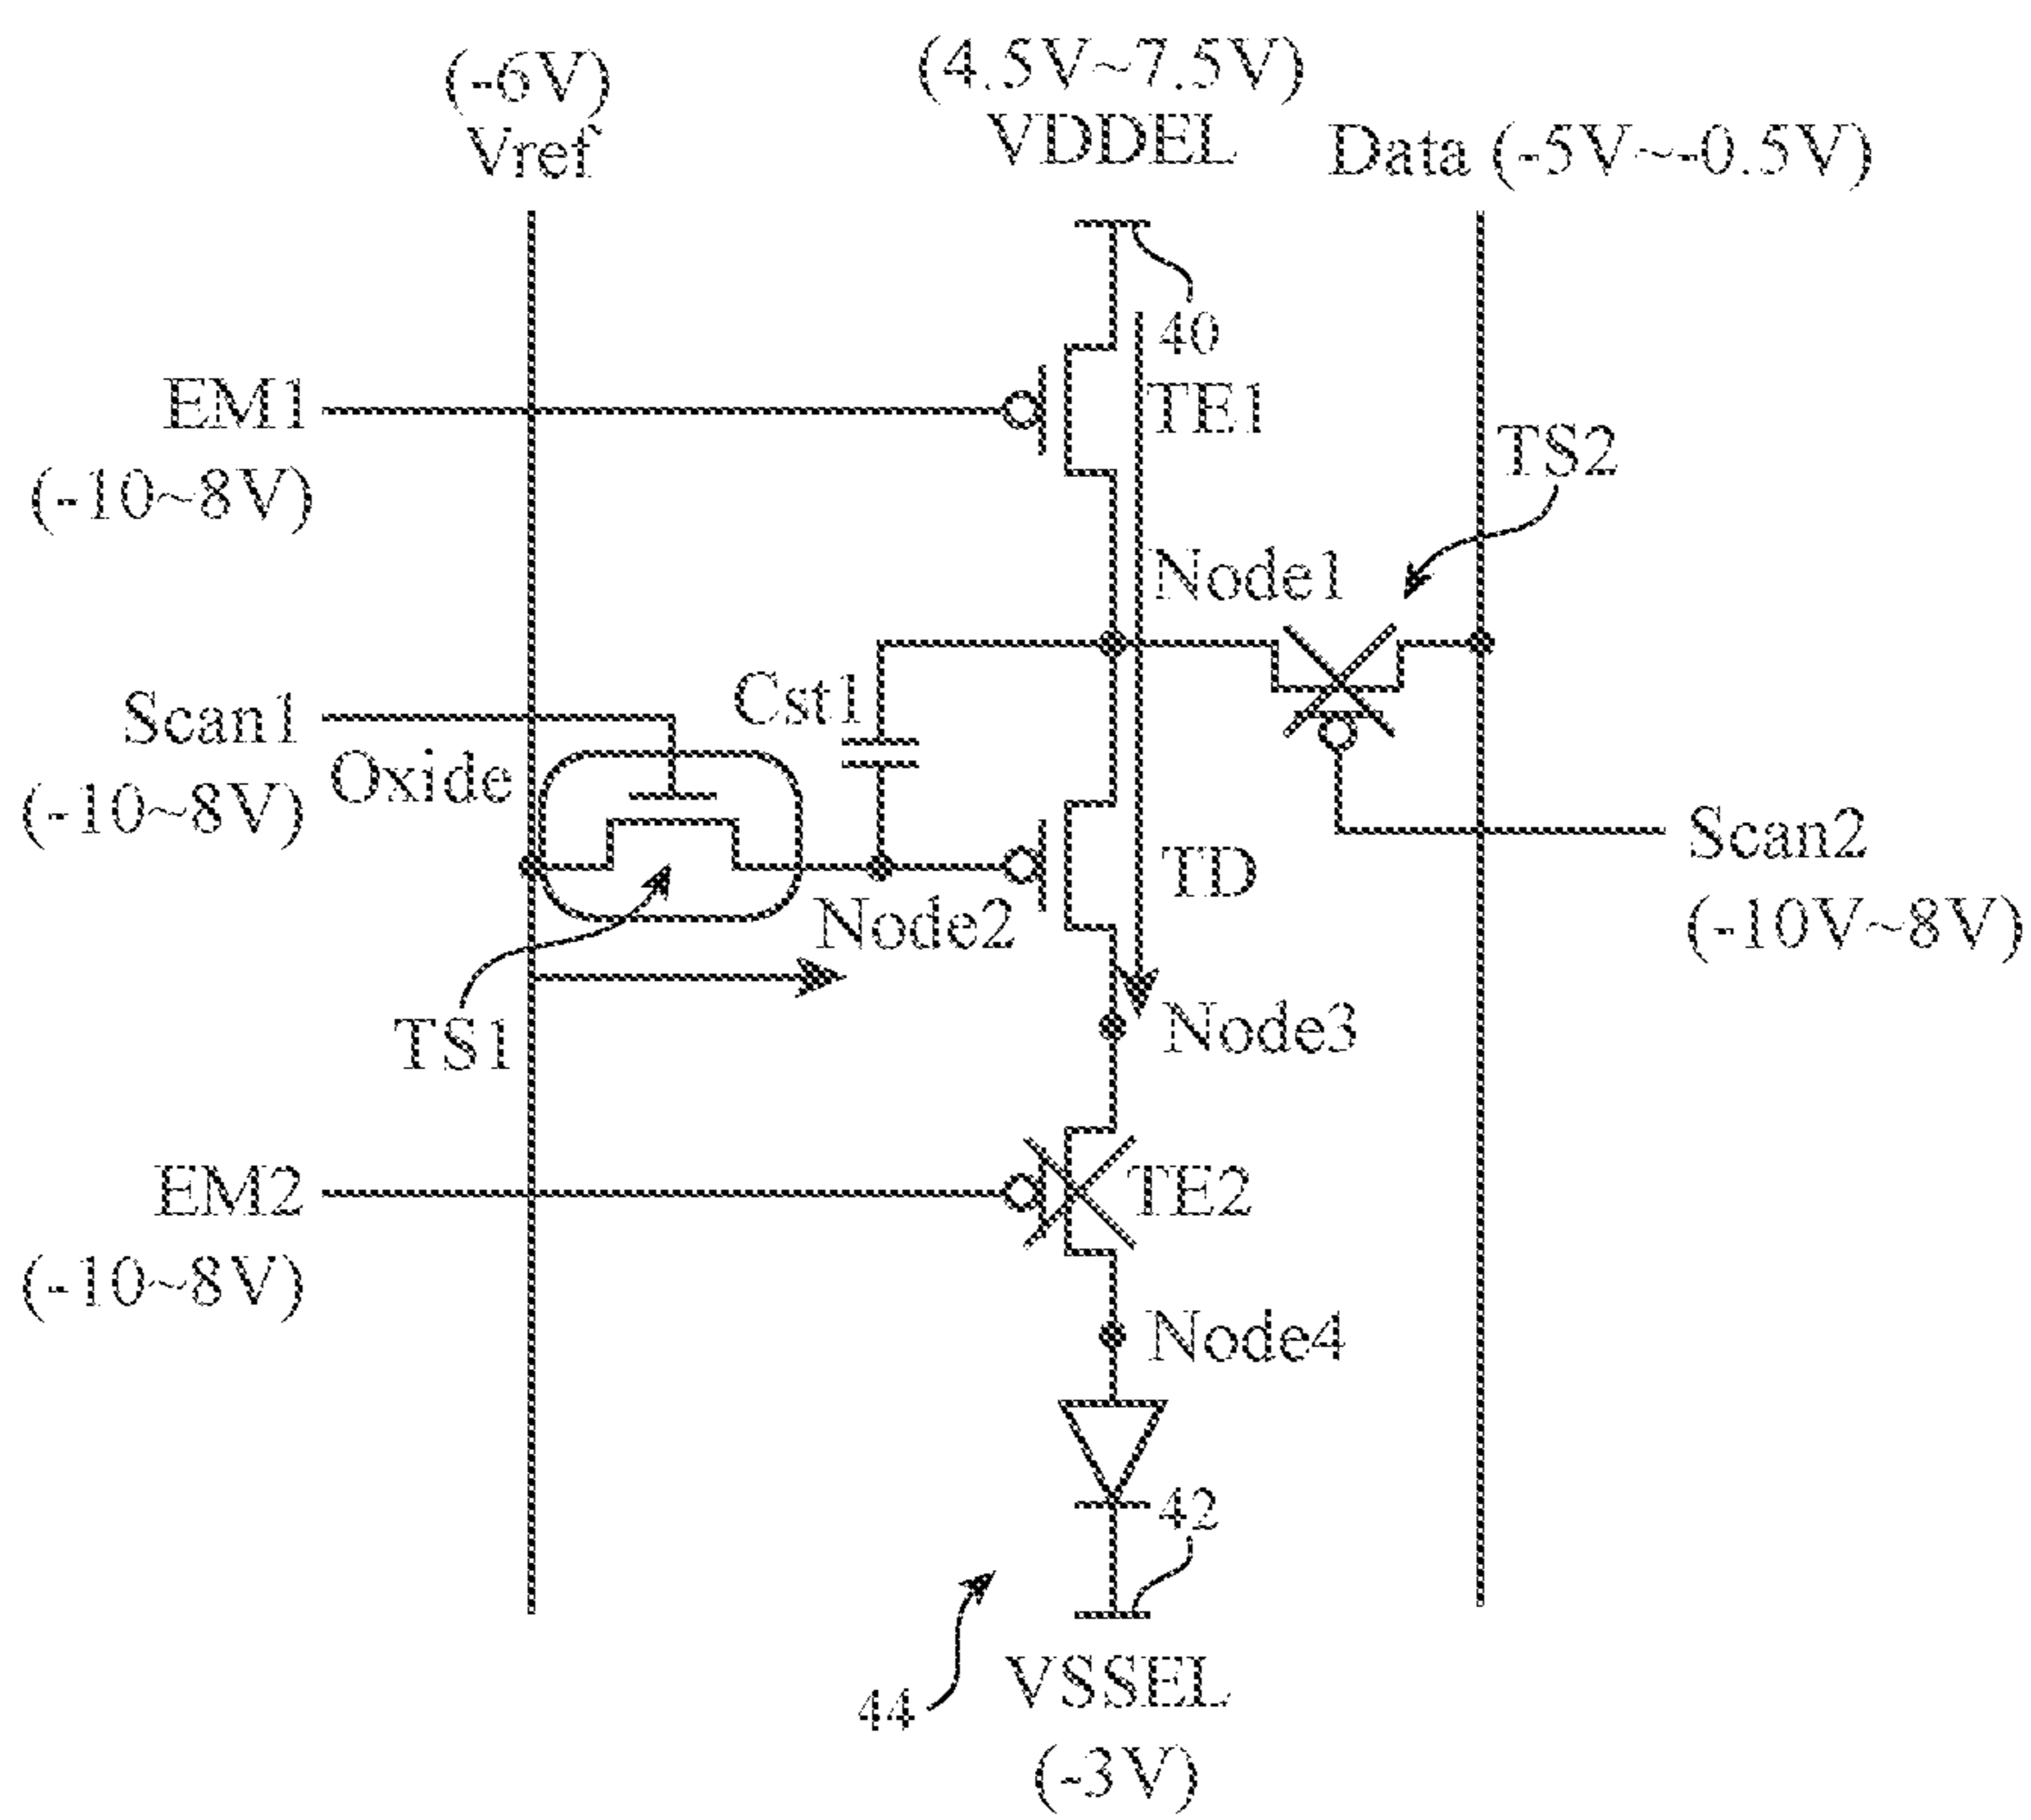 (-6V)
Vref
(4.5V~7.5V)
VDDEL
Data (-5V~-0.5V)
40
EM1
(-10~8V)
TE1
TS2
Node1
Scan1
(-10~8V)
Oxide
Cst1
Scan2
(-10V~8V)
TD
Node2
TS1
Node3
EM2
(-10~8V)
TE2
Node4
42
44
VSSEL
(-3V)